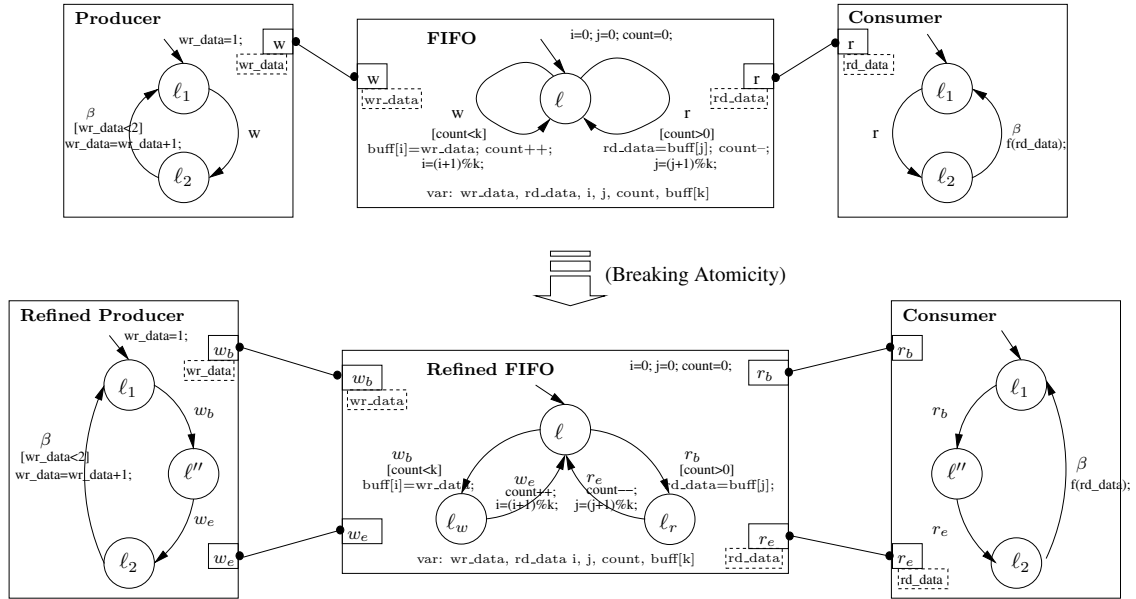 Producer
wr_data=1;
w
wr_data
ℓ1
β
[wr_data<2]
wr_data=wr_data+1;
w
ℓ2
FIFO
i=0; j=0; count=0;
w
wr_data
r
rd_data
ℓ
w
[count<k]
buff[i]=wr_data; count++;
i=(i+1)%k;
r
[count>0]
rd_data=buff[j]; count–;
j=(j+1)%k;
var: wr_data, rd_data, i, j, count, buff[k]
Consumer
r
rd_data
ℓ1
r
β
f(rd_data);
ℓ2
(Breaking Atomicity)
Refined Producer
wr_data=1;
w_b
wr_data
ℓ1
w_b
β
[wr_data<2]
wr_data=wr_data+1;
ℓ''
w_e
ℓ2
w_e
Refined FIFO
i=0; j=0; count=0;
w_b
wr_data
r_b
ℓ
w_b
[count<k]
buff[i]=wr_data;
w_e
count++;
i=(i+1)%k;
r_e
count––;
j=(j+1)%k;
r_b
[count>0]
rd_data=buff[j];
ℓ_w
ℓ_r
w_e
r_e
rd_data
var: wr_data, rd_data i, j, count, buff[k]
Consumer
r_b
ℓ1
r_b
ℓ''
β
f(rd_data);
r_e
r_e
rd_data
ℓ2